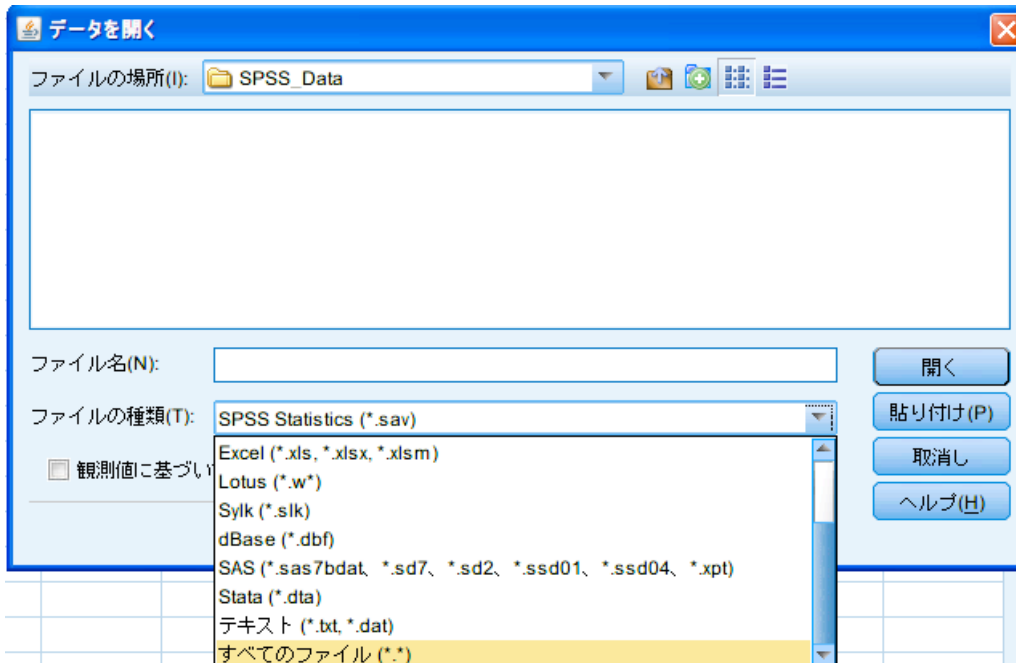 データを開く
ファイルの場所(I): SPSS_Data
ファイル名(N):
開く
ファイルの種類(T): SPSS Statistics (*.sav)
貼り付け(P)
Excel (*.xls, *.xlsx, *.xlsm)
観測値に基づい
取消し
Lotus (*.w*)
Sylk (*.slk)
ヘルプ(H)
dBase (*.dbf)
SAS (*.sas7bdat、*.sd7、*.sd2、*.ssd01、*.ssd04、*.xpt)
Stata (*.dta)
テキスト (*.txt, *.dat)
すべてのファイル (*.*)